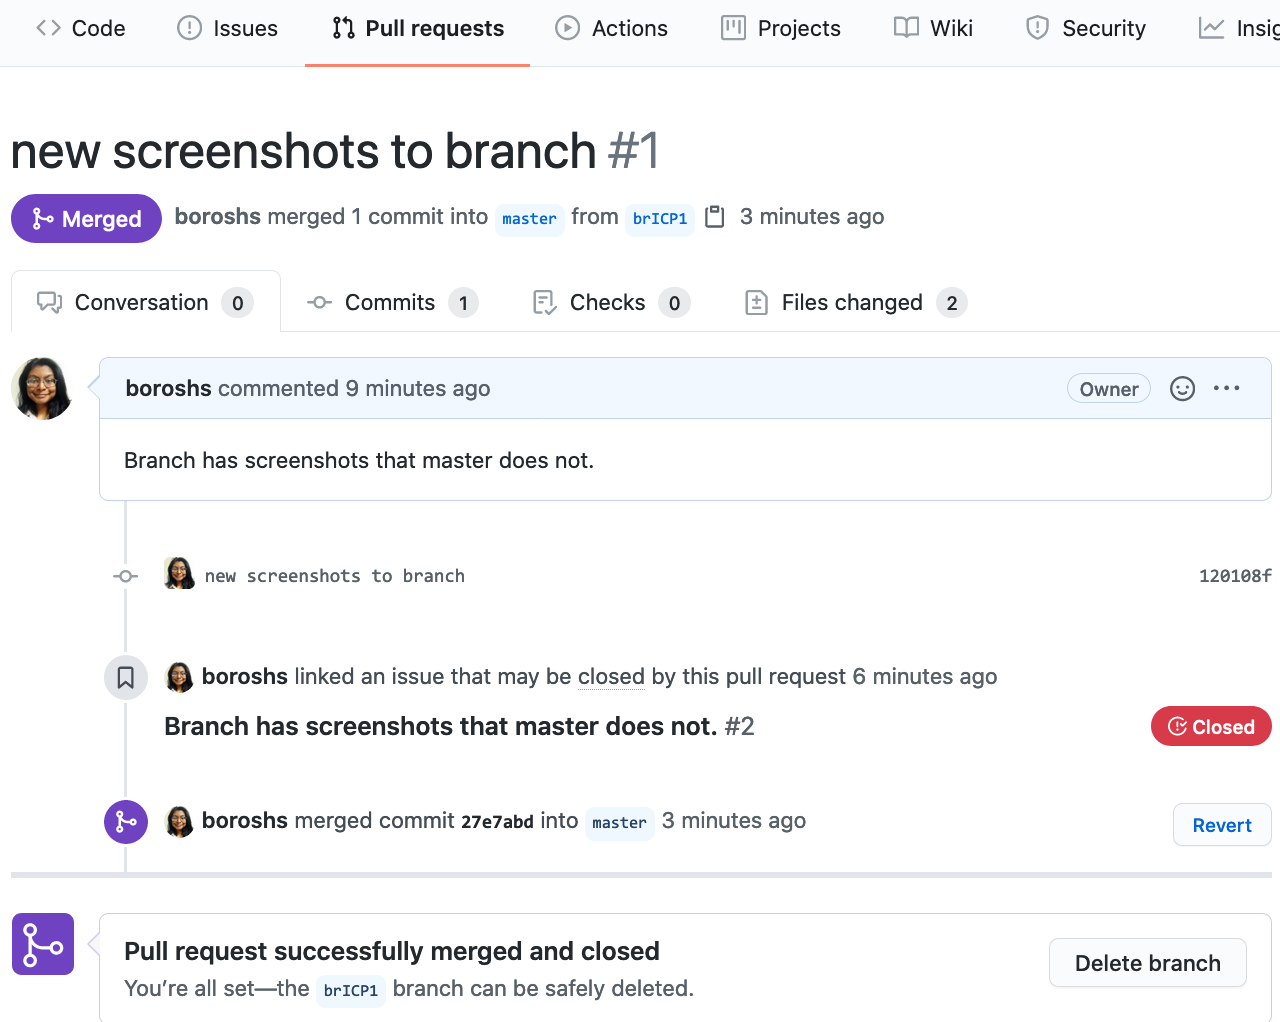 Code Issues Pull requests Actions Projects Wiki Security
new screenshots to branch #1
Merged boroshs merged 1 commit into master from brICP1 3 minutes ago
Conversation 0 Commits 1 Checks 0 Files changed 2
boroshs commented 9 minutes ago Owner
Branch has screenshots that master does not.
new screenshots to branch 120108f
boroshs linked an issue that may be closed by this pull request 6 minutes ago
Branch has screenshots that master does not. #2 Closed
boroshs merged commit 27e7abd into master 3 minutes ago Revert
Pull request successfully merged and closed
You’re all set—the brICP1 branch can be safely deleted. Delete branch